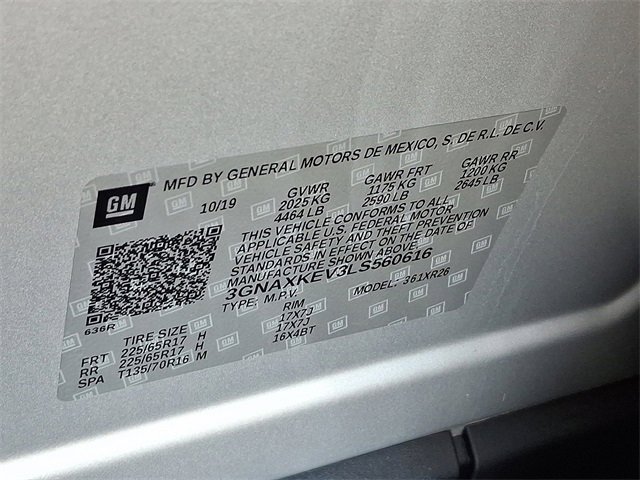 GM
MFD BY GENERAL MOTORS DE MEXICO, S. DE R.L. DE C.V.
10/19 GVWR GAWR FRT GAWR RR
2025 KG 1175 KG 1200 KG
4464 LB 2590 LB 2645 LB
THIS VEHICLE CONFORMS TO ALL
APPLICABLE U.S. FEDERAL MOTOR
VEHICLE SAFETY AND THEFT PREVENTION
STANDARDS IN EFFECT ON THE DATE OF
MANUFACTURE SHOWN ABOVE.
3GNAXKEV3LS560616
TYPE: M.P.V. MODEL: 361XR26
636R
TIRE SIZE RIM
FRT 225/65R17 H 17X7J
RR 225/65R17 H 17X7J
SPA T135/70R16 M 16X4BT